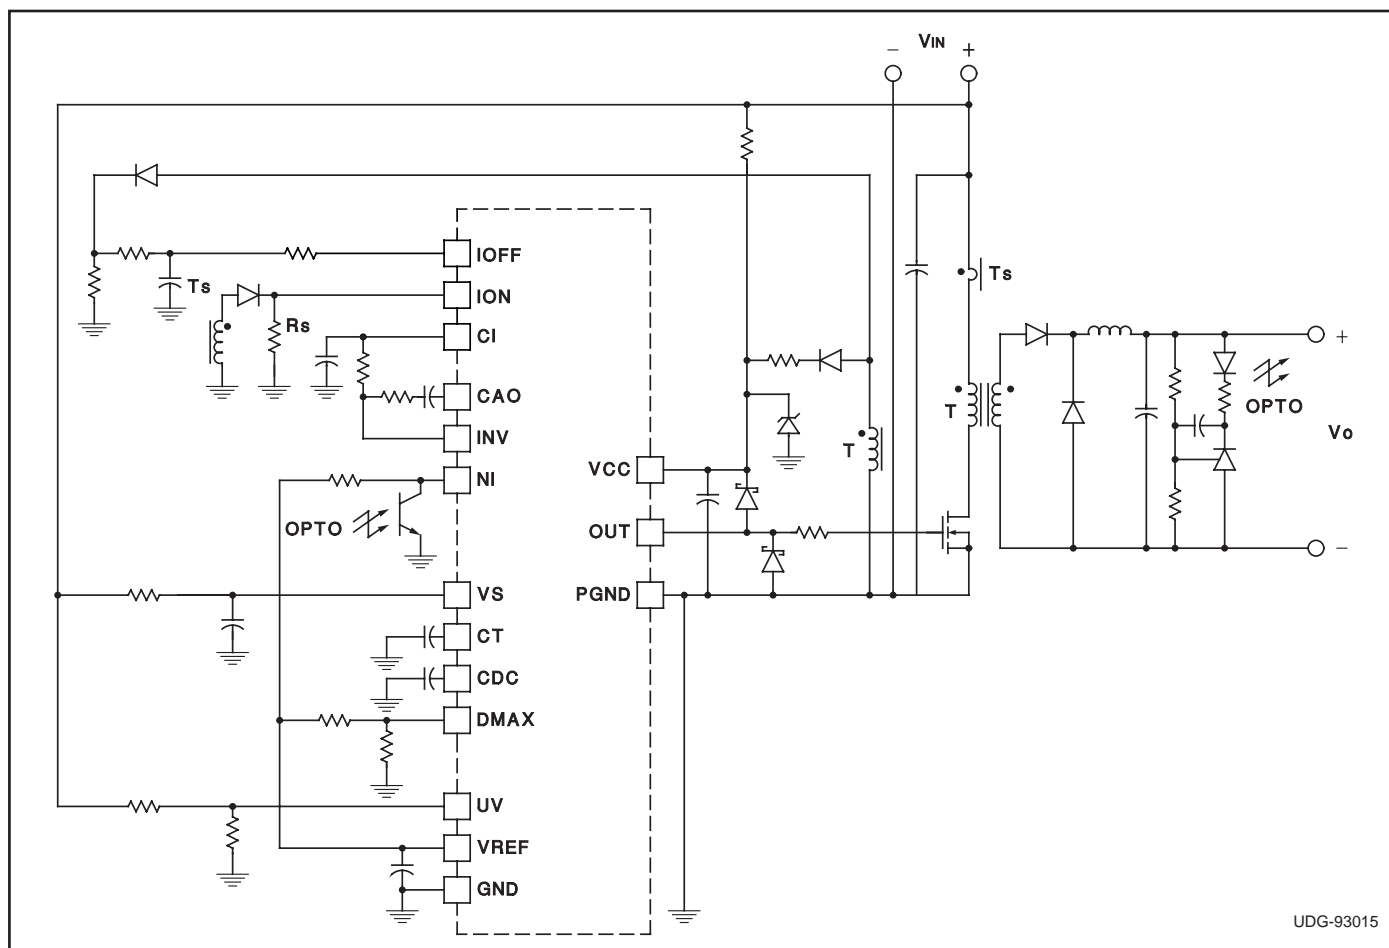 − VIN +
IOFF
Ts
Ts
ION
Rs
CI
+
CAO
T
OPTO
Vo
INV
T
VCC
NI
OPTO
OUT
−
VS
PGND
CT
CDC
DMAX
UV
VREF
GND
UDG-93015